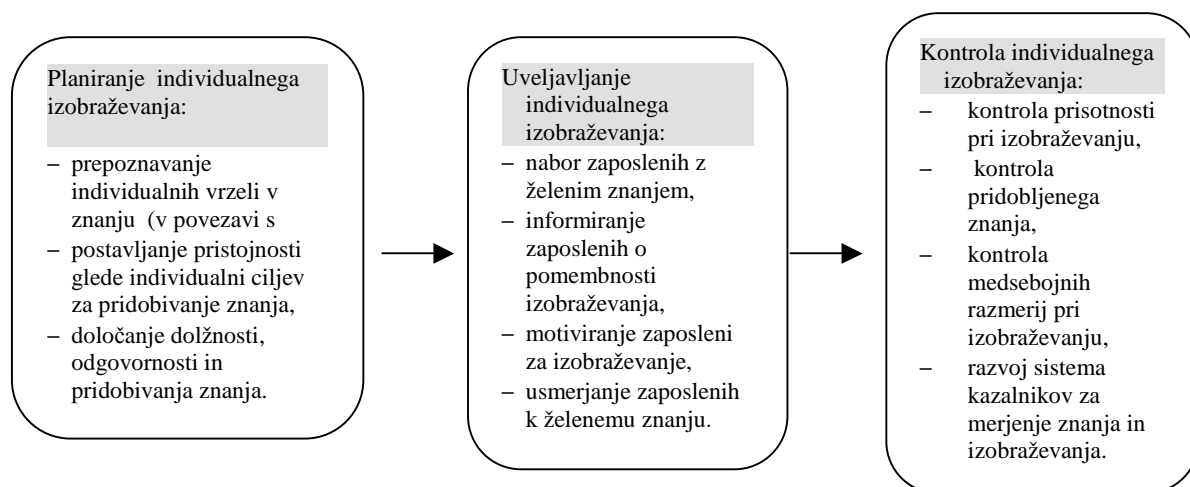 Planiranje individualnega
izobraževanja:
– prepoznavanje
individualnih vrzeli v
znanju (v povezavi s
– postavljanje pristojnosti
glede individualni ciljev
za pridobivanje znanja,
– določanje dolžnosti,
odgovornosti in
pridobivanja znanja.
Uveljavljanje
individualnega
izobraževanja:
– nabor zaposlenih z
želenim znanjem,
– informiranje
zaposlenih o
pomembnosti
izobraževanja,
– motiviranje zaposleni
za izobraževanje,
– usmerjanje zaposlenih
k želenemu znanju.
Kontrola individualnega
izobraževanja:
– kontrola prisotnosti
pri izobraževanju,
– kontrola
pridobljenega
znanja,
– kontrola
medsebojnih
razmerij pri
izobraževanju,
– razvoj sistema
kazalnikov za
merjenje znanja in
izobraževanja.